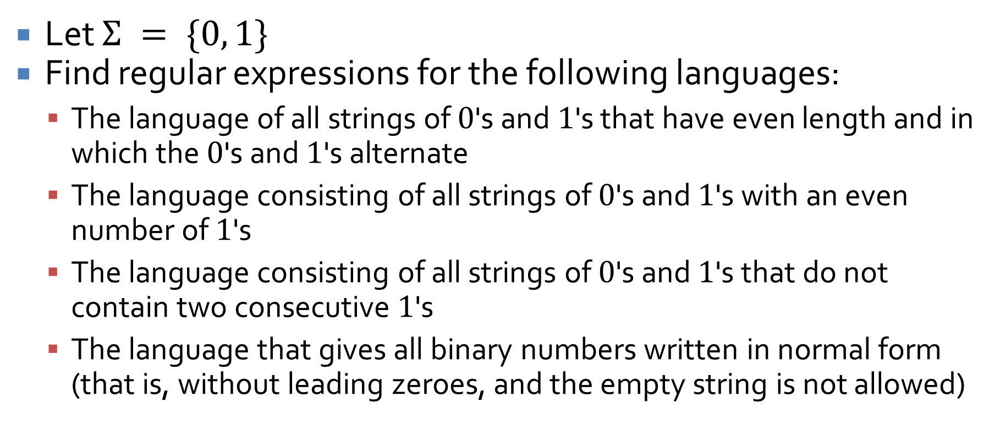 Let Σ = {0, 1}
Find regular expressions for the following languages:
The language of all strings of 0's and 1's that have even length and in
which the 0's and 1's alternate
The language consisting of all strings of 0's and 1's with an even
number of 1's
The language consisting of all strings of 0's and 1's that do not
contain two consecutive 1's
The language that gives all binary numbers written in normal form
(that is, without leading zeroes, and the empty string is not allowed)